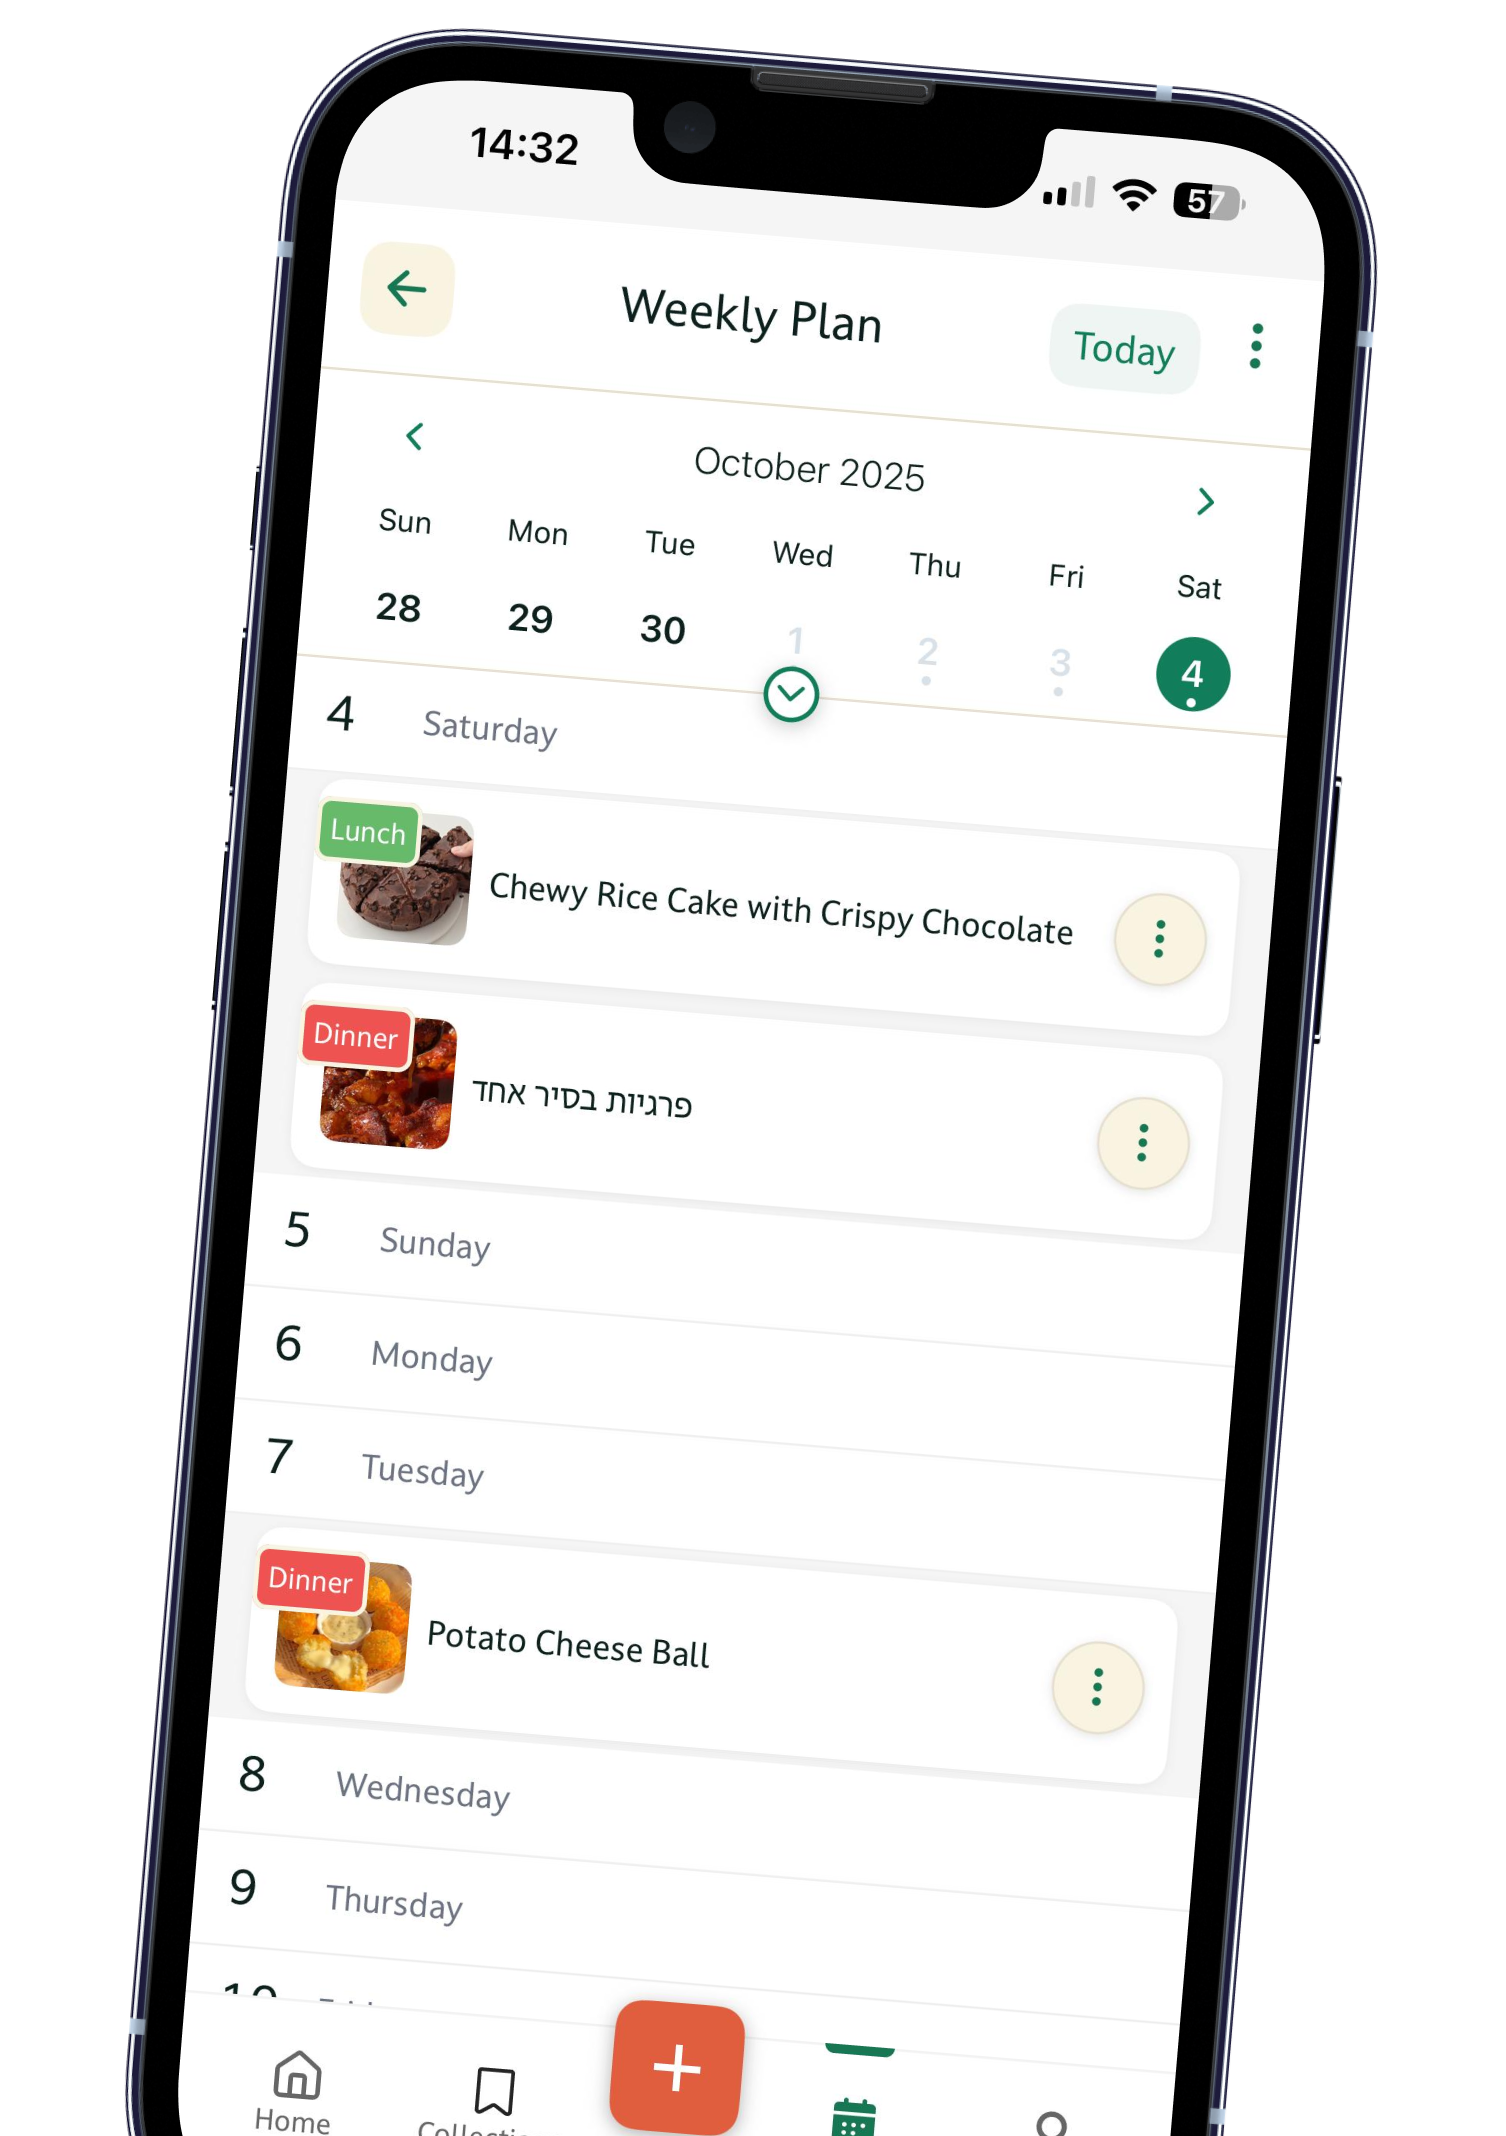 14:32
57
Weekly Plan
Today
October 2025
Sun Mon Tue Wed Thu Fri Sat
28 29 30 1 2 3 4
4 Saturday
Lunch
Chewy Rice Cake with Crispy Chocolate
Dinner
פרגיות בסיר אחד
5 Sunday
6 Monday
7 Tuesday
Dinner
Potato Cheese Ball
8 Wednesday
9 Thursday
10
Home